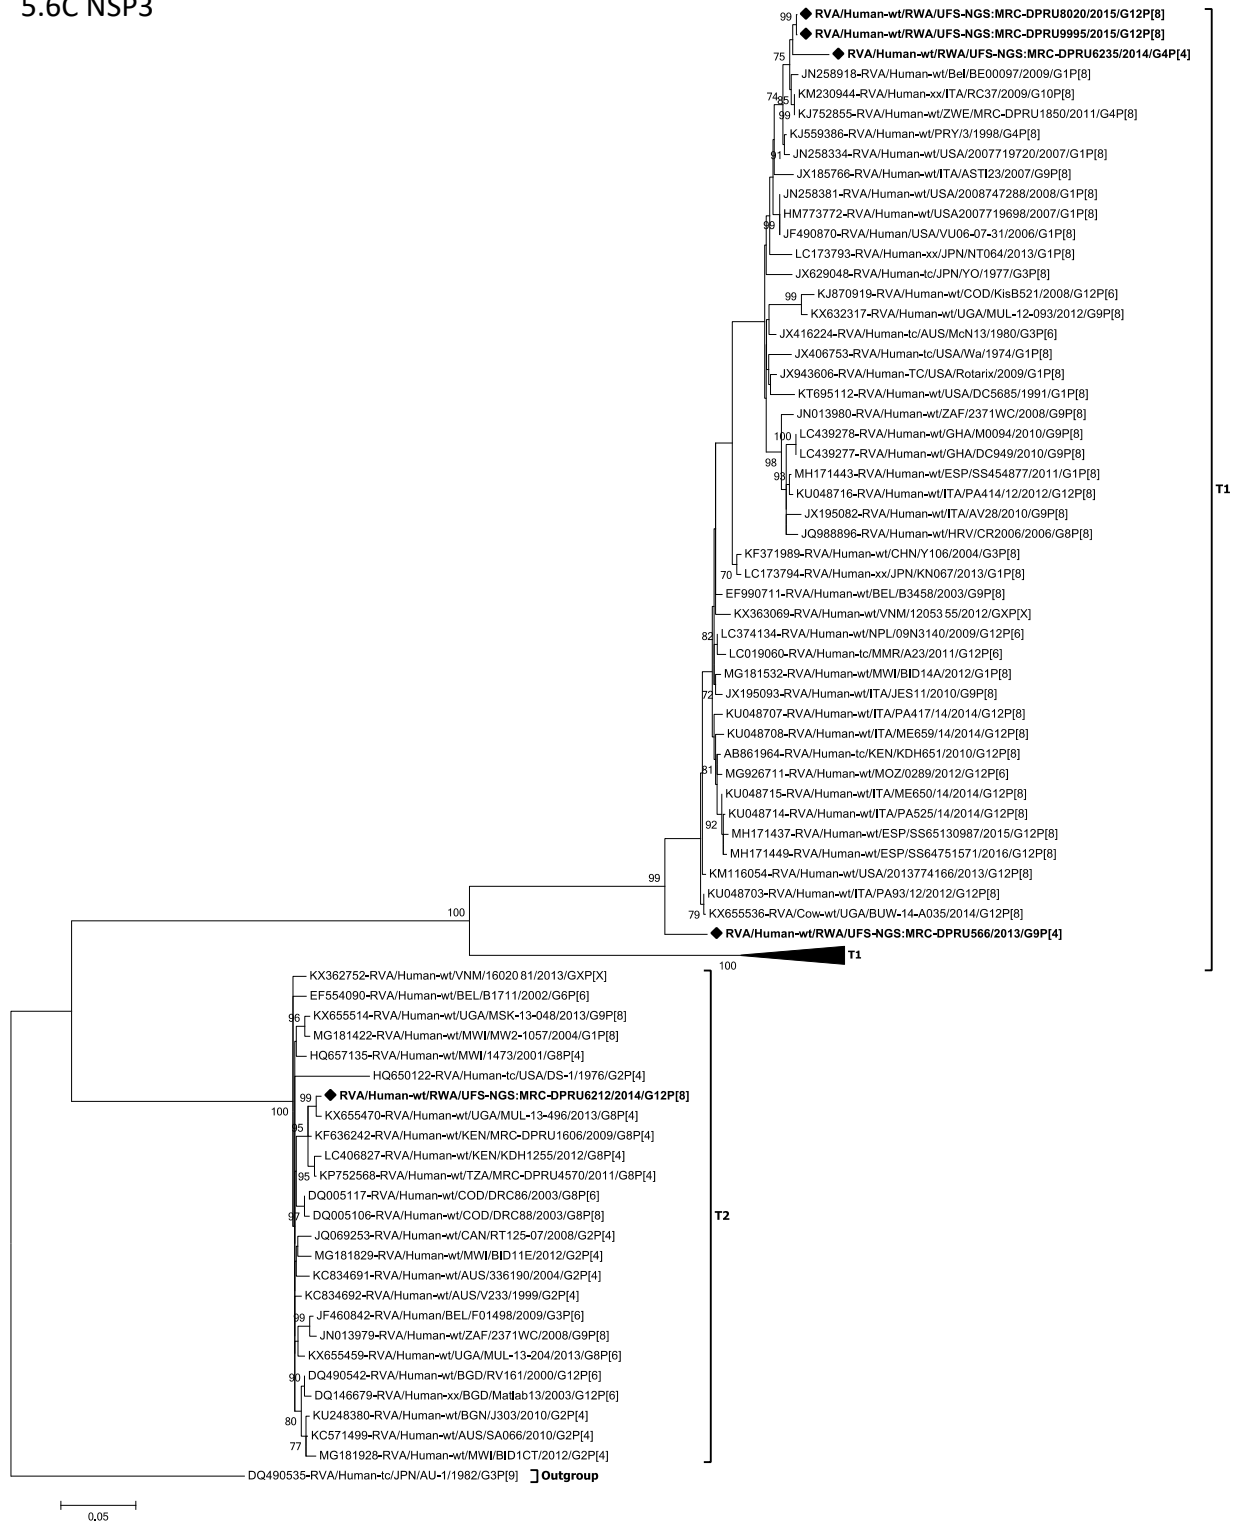 5.6C NSP3
99
RVA/Human-wt/RWA/UFS-NGS:MRC-DPRU8020/2015/G12P[8]
RVA/Human-wt/RWA/UFS-NGS:MRC-DPRU9995/2015/G12P[8]
RVA/Human-wt/RWA/UFS-NGS:MRC-DPRU6235/2014/G4P[4]
75
JN258918-RVA/Human-wt/Bel/BE00097/2009/G1P[8]
74
85
KM230944-RVA/Human-xx/ITA/RC37/2009/G10P[8]
99
KJ752855-RVA/Human-wt/ZWE/MRC-DPRU1850/2011/G4P[8]
KJ559386-RVA/Human-wt/PRY/3/1998/G4P[8]
91
JN258334-RVA/Human-wt/USA/2007719720/2007/G1P[8]
JX185766-RVA/Human-wt/ITA/ASTI23/2007/G9P[8]
JN258381-RVA/Human-wt/USA/2008747288/2008/G1P[8]
HM773772-RVA/Human-wt/USA2007719698/2007/G1P[8]
99
JF490870-RVA/Human/USA/VU06-07-31/2006/G1P[8]
LC173793-RVA/Human-xx/JPN/NT064/2013/G1P[8]
JX629048-RVA/Human-tc/JPN/YO/1977/G3P[8]
99
KJ870919-RVA/Human-wt/COD/KisB521/2008/G12P[6]
KX632317-RVA/Human-wt/UGA/MUL-12-093/2012/G9P[8]
JX416224-RVA/Human-tc/AUS/McN13/1980/G3P[6]
JX406753-RVA/Human-tc/USA/Wa/1974/G1P[8]
JX943606-RVA/Human-TC/USA/Rotarix/2009/G1P[8]
KT695112-RVA/Human-wt/USA/DC5685/1991/G1P[8]
JN013980-RVA/Human-wt/ZAF/2371WC/2008/G9P[8]
100
LC439278-RVA/Human-wt/GHA/M0094/2010/G9P[8]
LC439277-RVA/Human-wt/GHA/DC949/2010/G9P[8]
98
93
MH171443-RVA/Human-wt/ESP/SS454877/2011/G1P[8]
T1
KU048716-RVA/Human-wt/ITA/PA414/12/2012/G12P[8]
JX195082-RVA/Human-wt/ITA/AV28/2010/G9P[8]
JQ988896-RVA/Human-wt/HRV/CR2006/2006/G8P[8]
KF371989-RVA/Human-wt/CHN/Y106/2004/G3P[8]
70
LC173794-RVA/Human-xx/JPN/KN067/2013/G1P[8]
EF990711-RVA/Human-wt/BEL/B3458/2003/G9P[8]
KX363069-RVA/Human-wt/VNM/1205355/2012/GXP[X]
82
LC374134-RVA/Human-wt/NPL/09N3140/2009/G12P[6]
LC019060-RVA/Human-tc/MMR/A23/2011/G12P[6]
MG181532-RVA/Human-wt/MWI/BID14A/2012/G1P[8]
72
JX195093-RVA/Human-wt/ITA/JES11/2010/G9P[8]
KU048707-RVA/Human-wt/ITA/PA417/14/2014/G12P[8]
KU048708-RVA/Human-wt/ITA/ME659/14/2014/G12P[8]
AB861964-RVA/Human-tc/KEN/KDH651/2010/G12P[8]
81
MG926711-RVA/Human-wt/MOZ/0289/2012/G12P[6]
KU048715-RVA/Human-wt/ITA/ME650/14/2014/G12P[8]
KU048714-RVA/Human-wt/ITA/PA525/14/2014/G12P[8]
92
MH171437-RVA/Human-wt/ESP/SS65130987/2015/G12P[8]
MH171449-RVA/Human-wt/ESP/SS64751571/2016/G12P[8]
99
KM116054-RVA/Human-wt/USA/2013774166/2013/G12P[8]
KU048703-RVA/Human-wt/ITA/PA93/12/2012/G12P[8]
79
KX655536-RVA/Cow-wt/UGA/BUW-14-A035/2014/G12P[8]
100
RVA/Human-wt/RWA/UFS-NGS:MRC-DPRU566/2013/G9P[4]
T1
100
KX362752-RVA/Human-wt/VNM/1602081/2013/GXP[X]
EF554090-RVA/Human-wt/BEL/B1711/2002/G6P[6]
96
KX655514-RVA/Human-wt/UGA/MSK-13-048/2013/G9P[8]
MG181422-RVA/Human-wt/MWI/MW2-1057/2004/G1P[8]
HQ657135-RVA/Human-wt/MWI/1473/2001/G8P[4]
HQ650122-RVA/Human-tc/USA/DS-1/1976/G2P[4]
99
RVA/Human-wt/RWA/UFS-NGS:MRC-DPRU6212/2014/G12P[8]
100
KX655470-RVA/Human-wt/UGA/MUL-13-496/2013/G8P[4]
95
KF636242-RVA/Human-wt/KEN/MRC-DPRU1606/2009/G8P[4]
LC406827-RVA/Human-wt/KEN/KDH1255/2012/G8P[4]
95
KP752568-RVA/Human-wt/TZA/MRC-DPRU4570/2011/G8P[4]
DQ005117-RVA/Human-wt/COD/DRC86/2003/G8P[6]
97
DQ005106-RVA/Human-wt/COD/DRC88/2003/G8P[8]
T2
JQ069253-RVA/Human-wt/CAN/RT125-07/2008/G2P[4]
MG181829-RVA/Human-wt/MWI/BID11E/2012/G2P[4]
KC834691-RVA/Human-wt/AUS/336190/2004/G2P[4]
KC834692-RVA/Human-wt/AUS/V233/1999/G2P[4]
99
JF460842-RVA/Human/BEL/F01498/2009/G3P[6]
JN013979-RVA/Human-wt/ZAF/2371WC/2008/G9P[8]
KX655459-RVA/Human-wt/UGA/MUL-13-204/2013/G8P[6]
90
DQ490542-RVA/Human-wt/BGD/RV161/2000/G12P[6]
DQ146679-RVA/Human-xx/BGD/Matlab13/2003/G12P[6]
80
KU248380-RVA/Human-wt/BGN/J303/2010/G2P[4]
KC571499-RVA/Human-wt/AUS/SA066/2010/G2P[4]
77
MG181928-RVA/Human-wt/MWI/BID1CT/2012/G2P[4]
DQ490535-RVA/Human-tc/JPN/AU-1/1982/G3P[9]
Outgroup
0.05